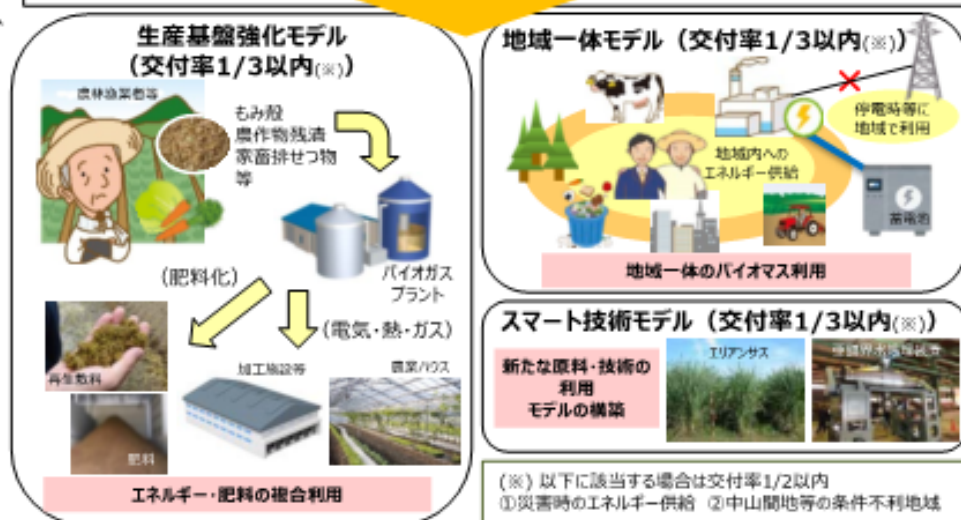 生産基盤強化モデル
(交付率1/3以内(※))
農林漁業者等
もみ殻
農作物残渣
家畜排せつ物
等
バイオガス
プラント
(肥料化)
(電気・熱・ガス)
再生敷料
肥料
加工施設等
農業ハウス
エネルギー・肥料の複合利用
地域一体モデル(交付率1/3以内(※))
停電時等に
地域で利用
地域内への
エネルギー供給
蓄電池
地域一体のバイオマス利用
スマート技術モデル(交付率1/3以内(※))
新たな原料・技術の
利用
モデルの構築
エリアンサス
(※)以下に該当する場合は交付率1/2以内
①災害時のエネルギー供給 ②中山間地等の条件不利地域